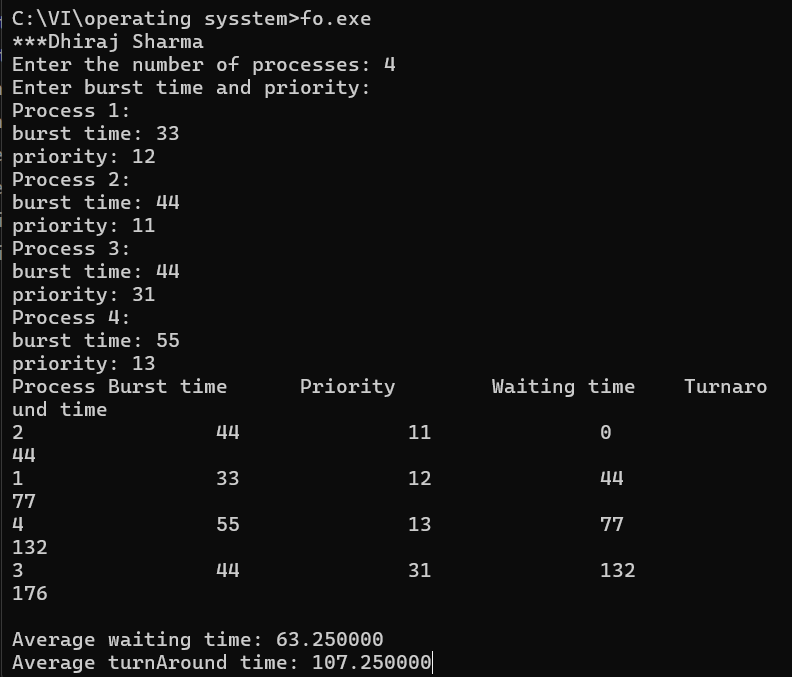 C:\VI\operating sysstem>fo.exe
***Dhiraj Sharma
Enter the number of processes: 4
Enter burst time and priority:
Process 1:
burst time: 33
priority: 12
Process 2:
burst time: 44
priority: 11
Process 3:
burst time: 44
priority: 31
Process 4:
burst time: 55
priority: 13
Process Burst time      Priority        Waiting time    Turnaro
und time
2                44              11              0
44
1                33              12              44
77
4                55              13              77
132
3                44              31              132
176
Average waiting time: 63.250000
Average turnAround time: 107.250000